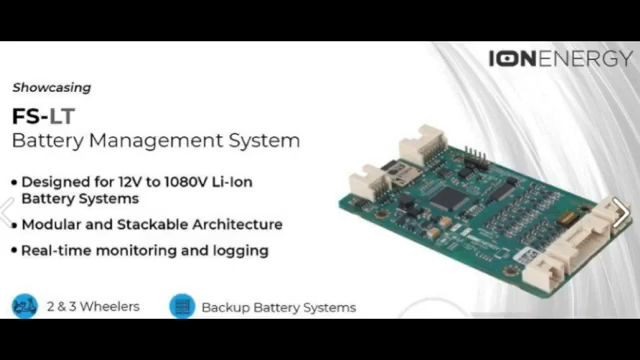 IONENERGY
Showcasing
FS-LT
Battery Management System
• Designed for 12V to 1080V Li-Ion
Battery Systems
• Modular and Stackable Architecture
• Real-time monitoring and logging
2 & 3 Wheelers
Backup Battery Systems